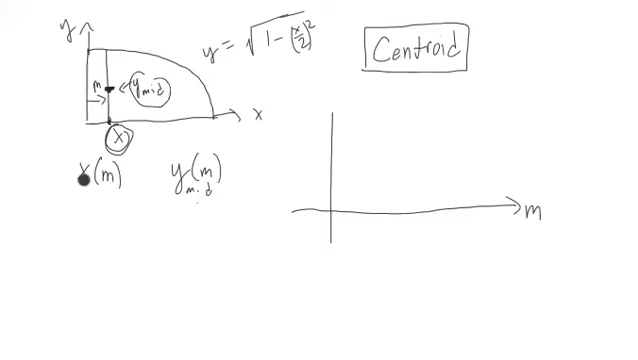 y
y = √1 - (x/2)²
Centroid
m
y mid
x
x
x(m)
y mid (m)
m